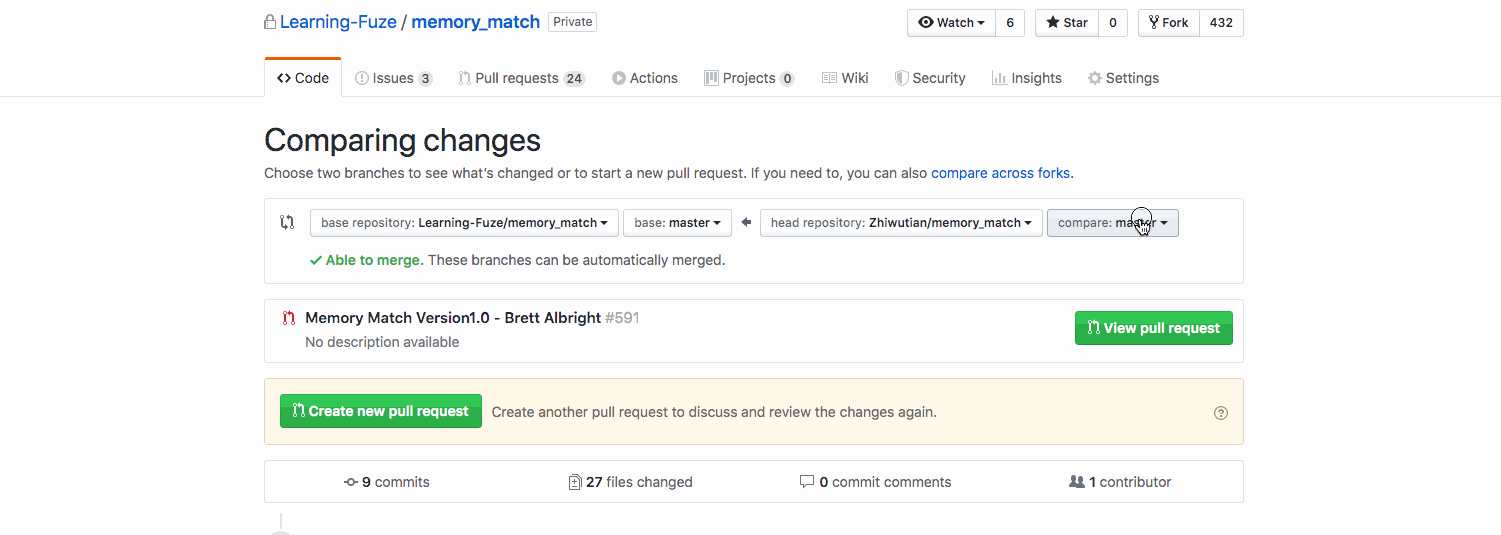 Learning-Fuze / memory_match Private Watch 6 Star 0 Fork 432
Code Issues 3 Pull requests 24 Actions Projects 0 Wiki Security Insights Settings
Comparing changes
Choose two branches to see what's changed or to start a new pull request. If you need to, you can also compare across forks.
base repository: Learning-Fuze/memory_match base: master head repository: Zhiwutian/memory_match compare: master
Able to merge. These branches can be automatically merged.
Memory Match Version1.0 - Brett Albright #591 View pull request
No description available
Create new pull request Create another pull request to discuss and review the changes again.
9 commits 27 files changed 0 commit comments 1 contributor